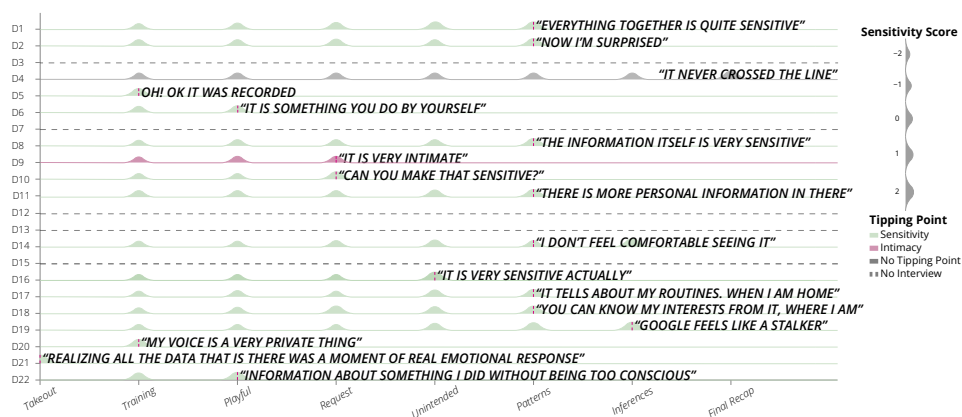 D1 “EVERYTHING TOGETHER IS QUITE SENSITIVE”
D2 “NOW I’M SURPRISED”
D3
D4 “IT NEVER CROSSED THE LINE”
D5 OH! OK IT WAS RECORDED
D6 “IT IS SOMETHING YOU DO BY YOURSELF”
D7
D8 “THE INFORMATION ITSELF IS VERY SENSITIVE”
D9 “IT IS VERY INTIMATE”
D10 “CAN YOU MAKE THAT SENSITIVE?”
D11 “THERE IS MORE PERSONAL INFORMATION IN THERE”
D12
D13
D14 “I DON’T FEEL COMFORTABLE SEEING IT”
D15
D16 “IT IS VERY SENSITIVE ACTUALLY”
D17 “IT TELLS ABOUT MY ROUTINES. WHEN I AM HOME”
D18 “YOU CAN KNOW MY INTERESTS FROM IT, WHERE I AM”
D19 “GOOGLE FEELS LIKE A STALKER”
D20 “MY VOICE IS A VERY PRIVATE THING”
D21 “REALIZING ALL THE DATA THAT IS THERE WAS A MOMENT OF REAL EMOTIONAL RESPONSE”
D22 “INFORMATION ABOUT SOMETHING I DID WITHOUT BEING TOO CONSCIOUS”
Takeout Training Playful Request Unintended Patterns Inferences Final Recap
Sensitivity Score
−2
−1
0
1
2
Tipping Point
Sensitivity
Intimacy
No Tipping Point
No Interview